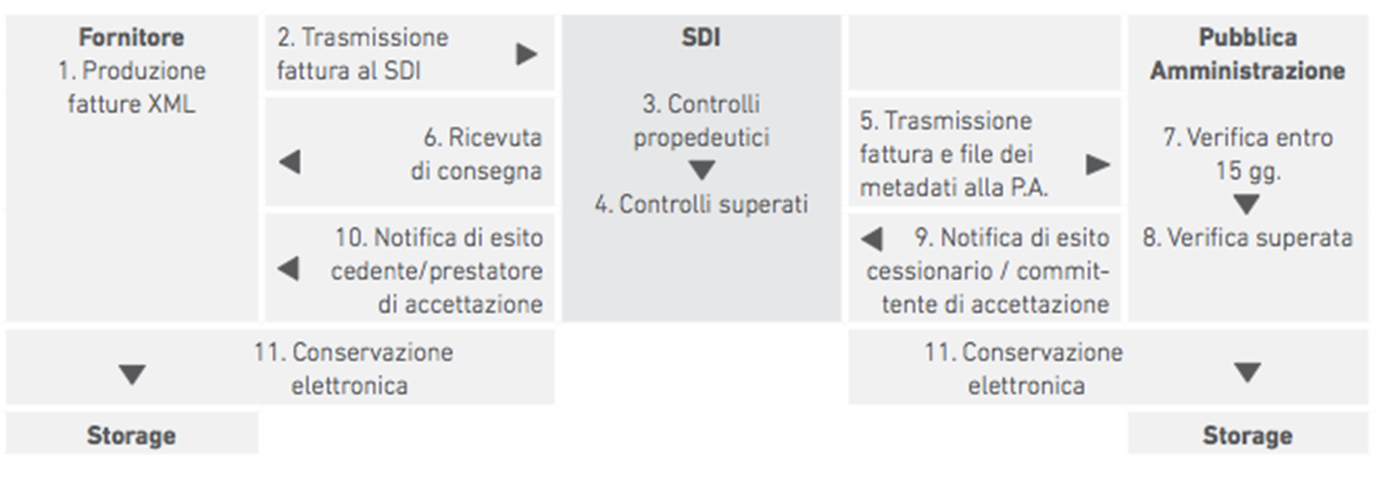 Fornitore
1. Produzione
fatture XML
2. Trasmissione
fattura al SDI
6. Ricevuta
di consegna
10. Notifica di esito
cedente/prestatore
di accettazione
SDI
3. Controlli
propedeutici
4. Controlli superati
5. Trasmissione
fattura e file dei
metadati alla P.A.
9. Notifica di esito
cessionario / commit-
tente di accettazione
Pubblica
Amministrazione
7. Verifica entro
15 gg.
8. Verifica superata
11. Conservazione
elettronica
11. Conservazione
elettronica
Storage
Storage